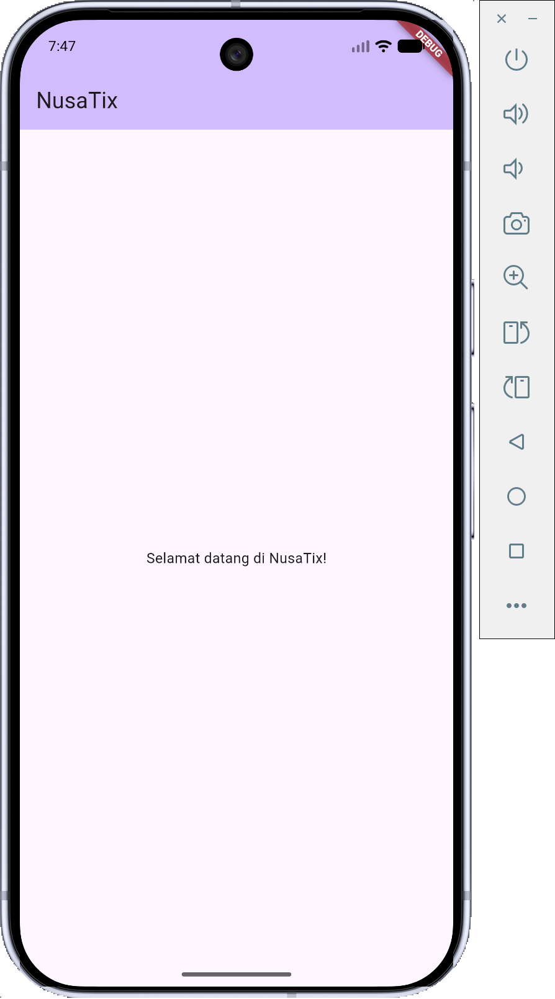 7:47
DEBUG
NusaTix
Selamat datang di NusaTix!